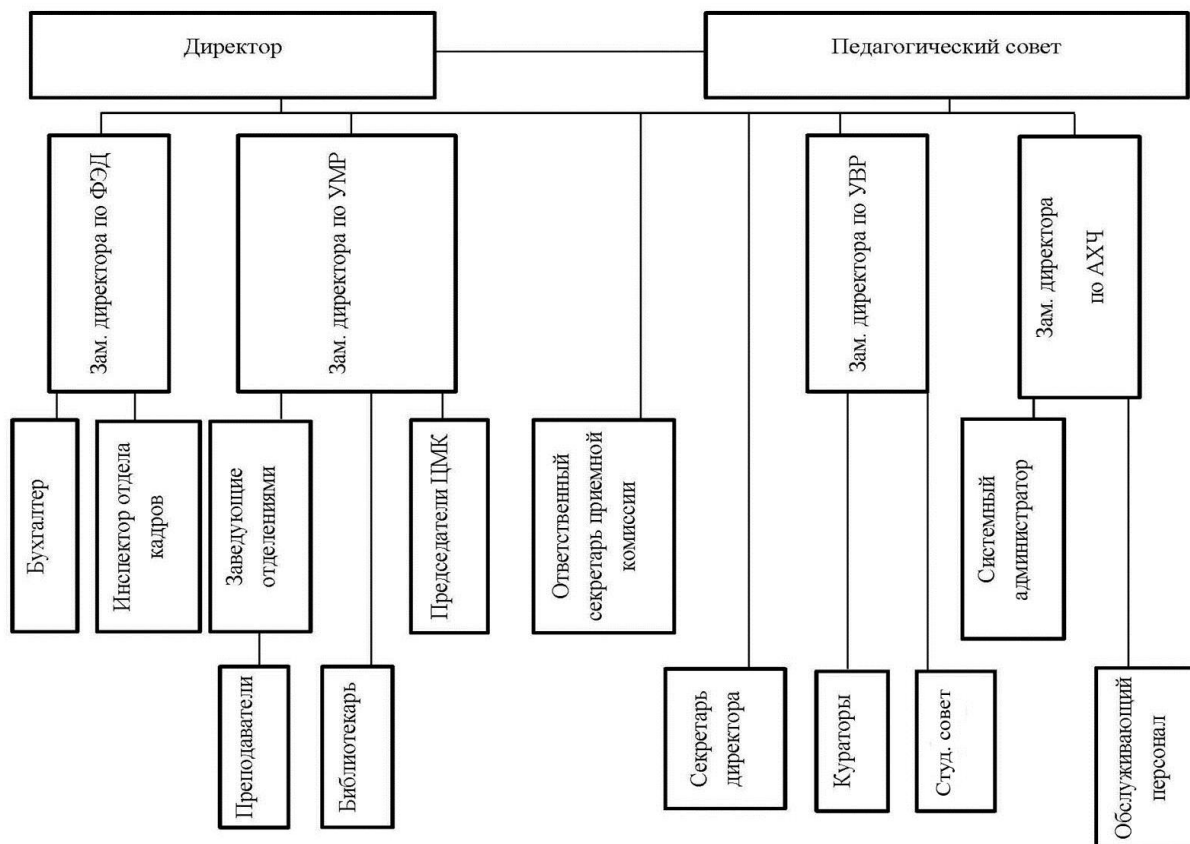 Директор
Педагогический совет
Зам. директора по ФЭД
Зам. директора по УМР
Зам. директора по УВР
Зам. директора
по АХЧ
Бухгалтер
Инспектор отдела
кадров
Заведующие
отделениями
Председатели ЦМК
Ответственный
секретарь приемной
комиссии
Системный
администратор
Преподаватели
Библиотекарь
Секретарь
директора
Кураторы
Студ. совет
Обслуживающий
персонал